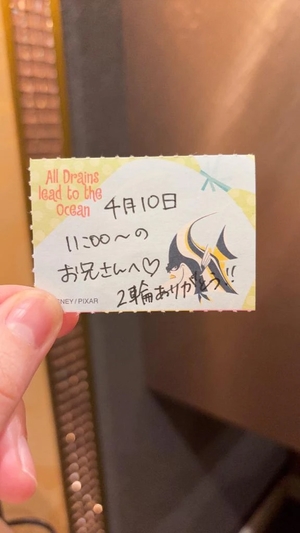 All Drains
lead to the
Ocean
4月10日
11:00〜の
お兄さんへ♡
2輪ありがとう!!
NEY / PIXAR